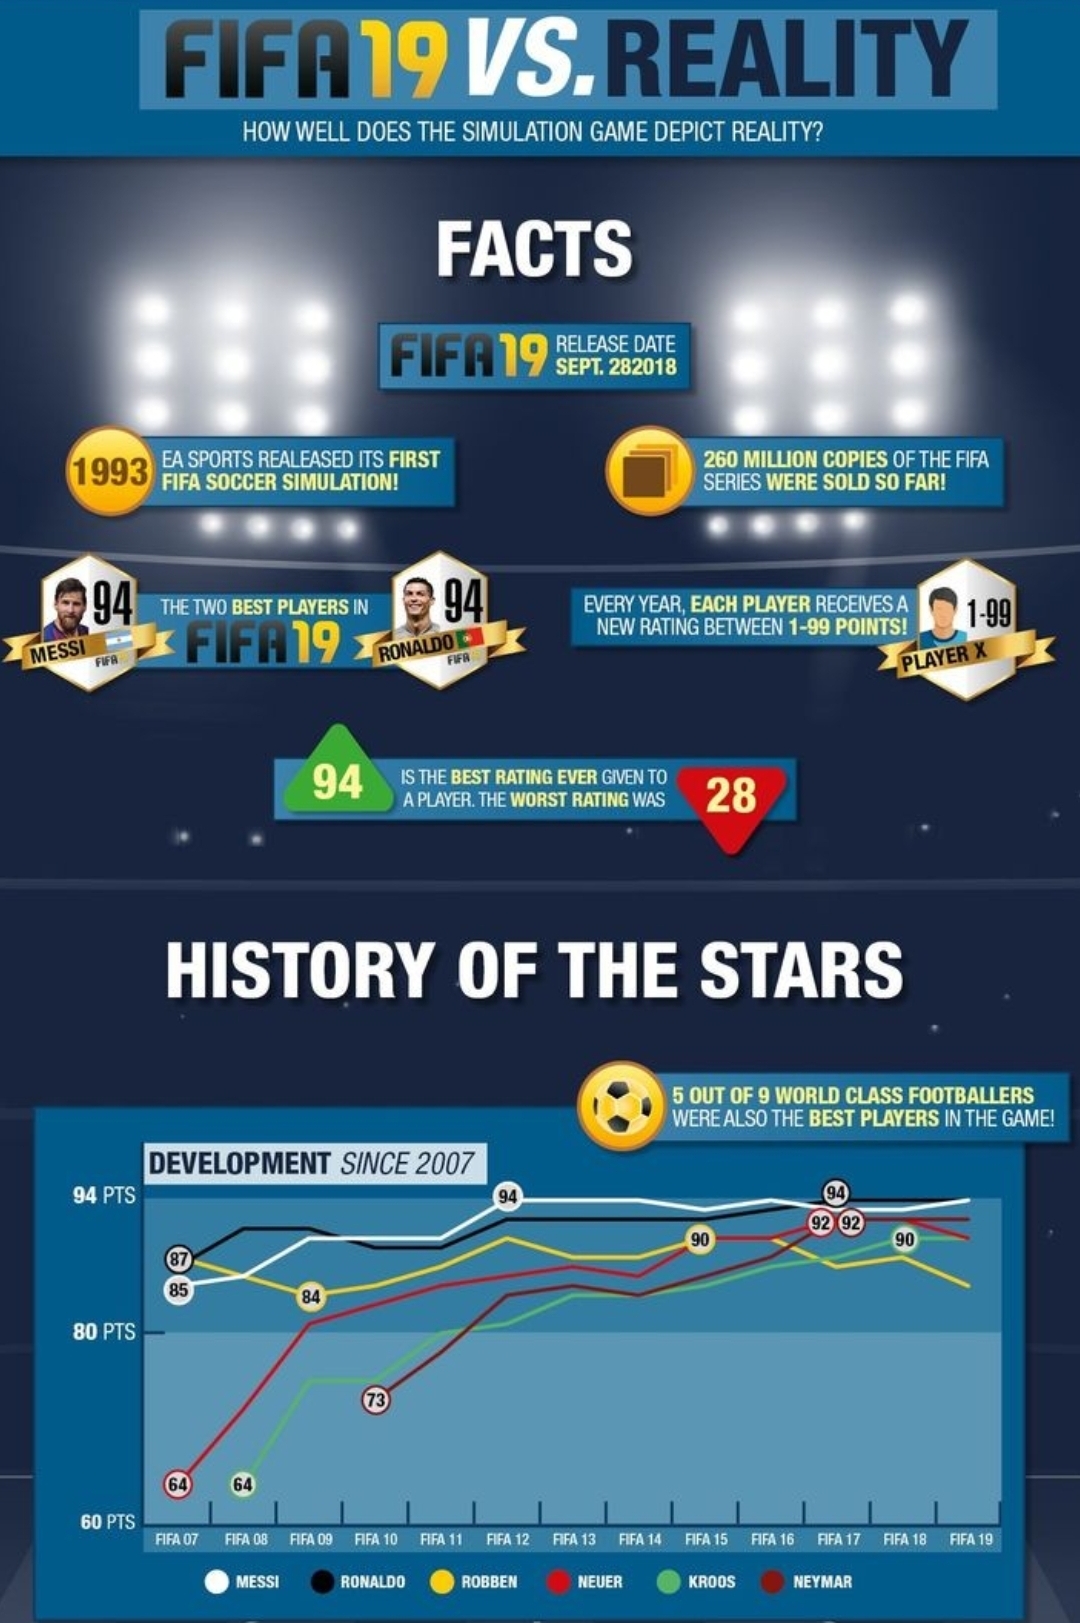 FIFA 19 VS. REALITY
HOW WELL DOES THE SIMULATION GAME DEPICT REALITY?
FACTS
FIFA 19
RELEASE DATE
SEPT. 282018
1993
EA SPORTS REALEASED ITS FIRST
FIFA SOCCER SIMULATION!
260 MILLION COPIES OF THE FIFA
SERIES WERE SOLD SO FAR!
94
MESSI
FIFA
THE TWO BEST PLAYERS IN
FIFA 19
94
RONALDO
FIFA
EVERY YEAR, EACH PLAYER RECEIVES A
NEW RATING BETWEEN 1-99 POINTS!
1-99
PLAYER X
94
IS THE BEST RATING EVER GIVEN TO
A PLAYER. THE WORST RATING WAS
28
HISTORY OF THE STARS
5 OUT OF 9 WORLD CLASS FOOTBALLERS
WERE ALSO THE BEST PLAYERS IN THE GAME!
DEVELOPMENT SINCE 2007
94 PTS
80 PTS
60 PTS
94
94
92 92
90
90
87
85
84
73
64
64
FIFA 07 FIFA 08 FIFA 09 FIFA 10 FIFA 11 FIFA 12 FIFA 13 FIFA 14 FIFA 15 FIFA 16 FIFA 17 FIFA 18 FIFA 19
MESSI RONALDO ROBBEN NEUER KROOS NEYMAR